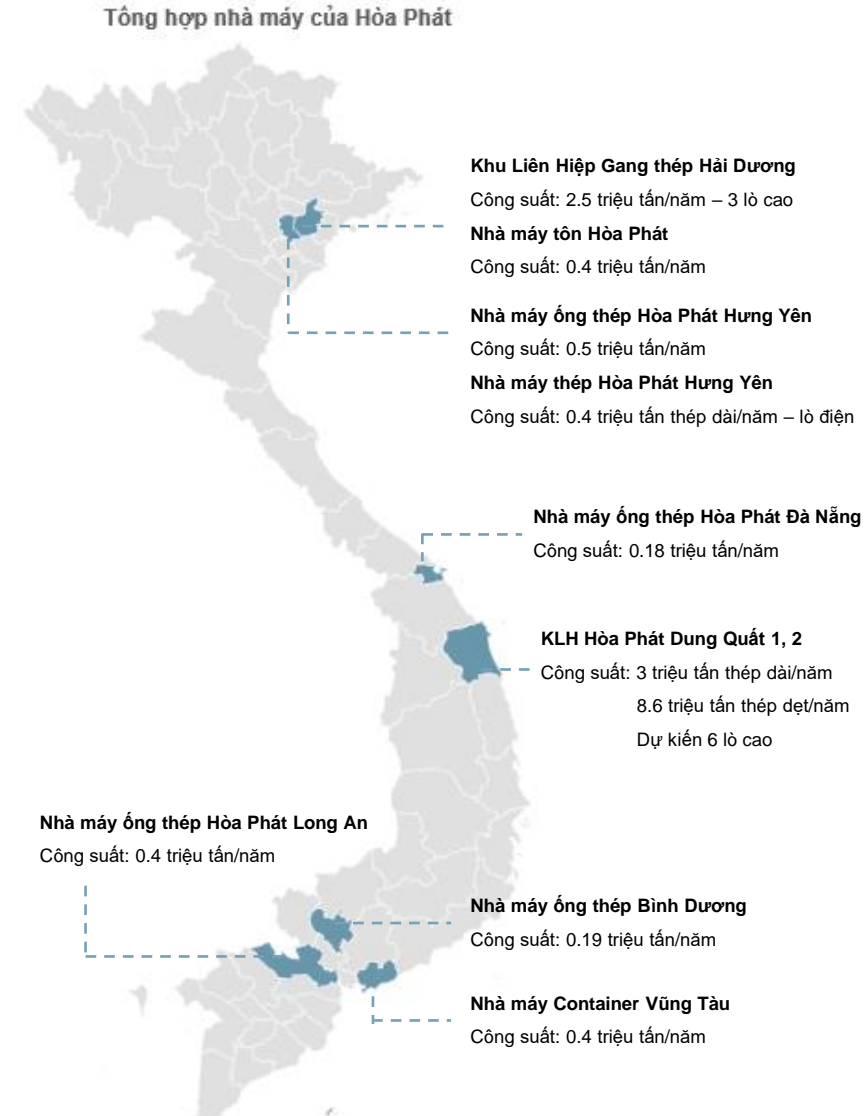 Tổng hợp nhà máy của Hòa Phát
Khu Liên Hiệp Gang thép Hải Dương
Công suất: 2.5 triệu tấn/năm – 3 lò cao
Nhà máy tôn Hòa Phát
Công suất: 0.4 triệu tấn/năm
Nhà máy ống thép Hòa Phát Hưng Yên
Công suất: 0.5 triệu tấn/năm
Nhà máy thép Hòa Phát Hưng Yên
Công suất: 0.4 triệu tấn thép dài/năm – lò điện
Nhà máy ống thép Hòa Phát Đà Nẵng
Công suất: 0.18 triệu tấn/năm
KLH Hòa Phát Dung Quất 1, 2
Công suất: 3 triệu tấn thép dài/năm
8.6 triệu tấn thép dẹt/năm
Dự kiến 6 lò cao
Nhà máy ống thép Hòa Phát Long An
Công suất: 0.4 triệu tấn/năm
Nhà máy ống thép Bình Dương
Công suất: 0.19 triệu tấn/năm
Nhà máy Container Vũng Tàu
Công suất: 0.4 triệu tấn/năm